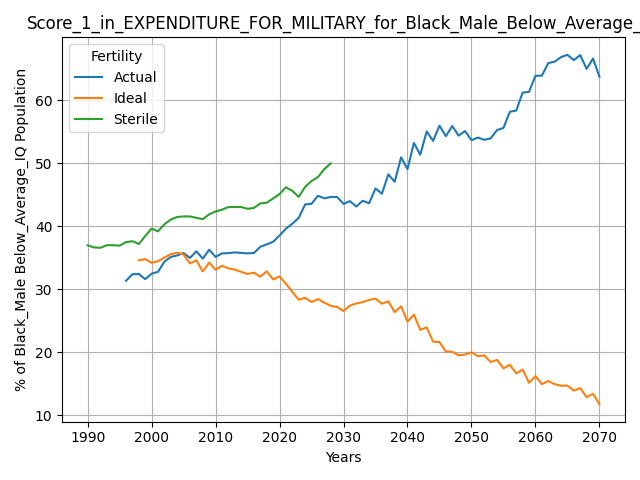 Score_1_in_EXPENDITURE_FOR_MILITARY_for_Black_Male_Below_Average_
Fertility
Actual
Ideal
Sterile
% of Black_Male Below_Average_IQ Population
60
50
40
30
20
10
1990 2000 2010 2020 2030 2040 2050 2060 2070
Years